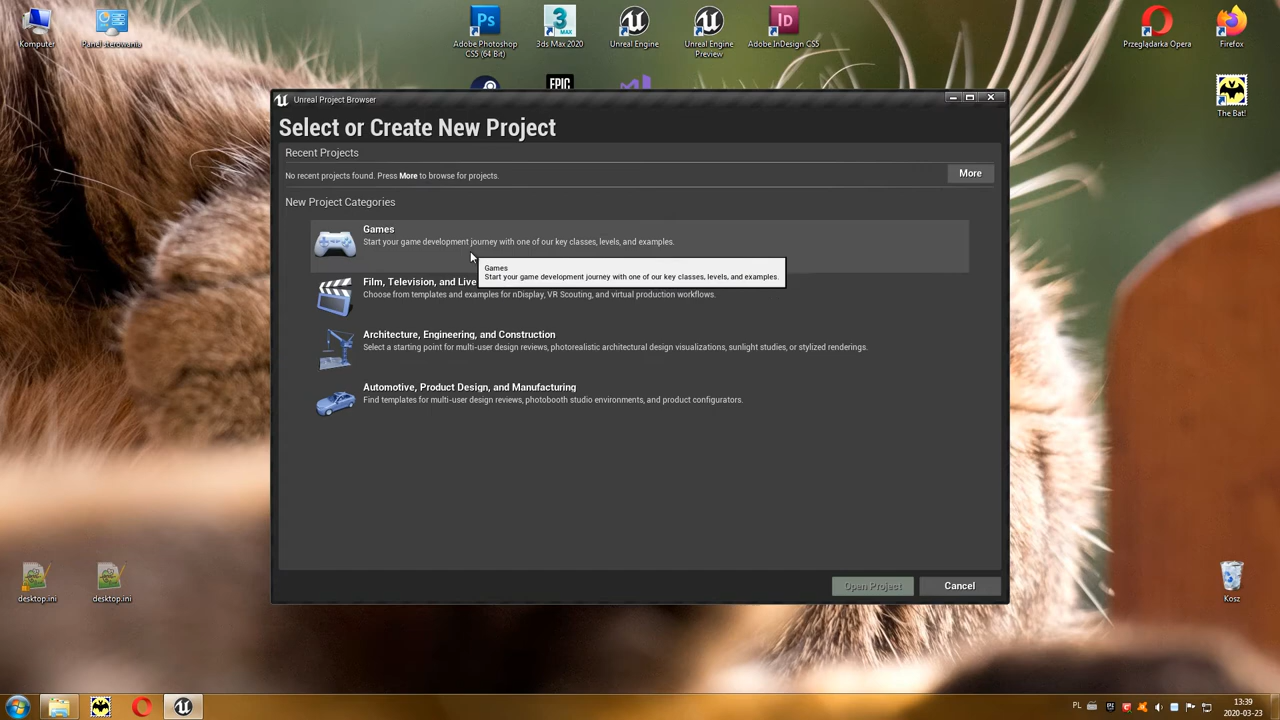 Komputer
Panel sterowania
Ps
Adobe Photoshop
CS5 (64 Bit)
3
MAX
3ds Max 2020
Unreal Engine
Unreal Engine
Preview
Id
Adobe InDesign CS5
Przeglądarka Opera
Firefox
EPIC
The Bat!
Unreal Project Browser
Select or Create New Project
Recent Projects
No recent projects found. Press More to browse for projects.
More
New Project Categories
Games
Start your game development journey with one of our key classes, levels, and examples.
Games
Start your game development journey with one of our key classes, levels, and examples.
Film, Television, and Live
Choose from templates and examples for nDisplay, VR Scouting, and virtual production workflows.
Architecture, Engineering, and Construction
Select a starting point for multi-user design reviews, photorealistic architectural design visualizations, sunlight studies, or stylized renderings.
Automotive, Product Design, and Manufacturing
Find templates for multi-user design reviews, photobooth studio environments, and product configurators.
Open Project
Cancel
desktop.ini
desktop.ini
Kosz
PL
13:39
2020-03-23